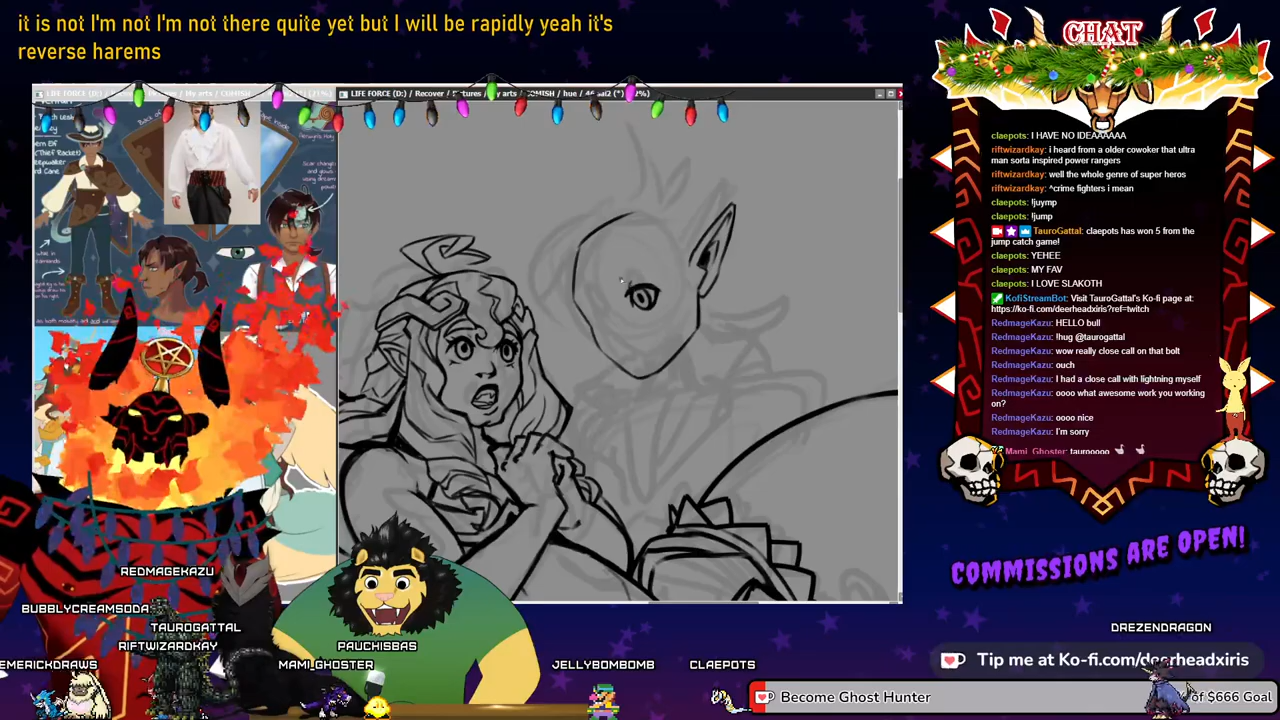 it is not I'm not I'm not there quite yet but I will be rapidly yeah it's
reverse harems
CHAT
claepots: I HAVE NO IDEAAAAAA
riftwizardkay: i heard from a older cowoker that ultra
man sorta inspired power rangers
riftwizardkay: well the whole genre of super heros
riftwizardkay: ^crime fighters i mean
claepots: !juymp
claepots: !jump
TauroGattal: claepots has won 5 from the
jump catch game!
claepots: YEHEE
claepots: MY FAV
claepots: I LOVE SLAKOTH
KofiStreamBot: Visit TauroGattal's Ko-fi page at:
https://ko-fi.com/deerheadxiris?ref=twitch
RedmageKazu: HELLO bull
RedmageKazu: !hug @taurogattal
RedmageKazu: wow really close call on that bolt
RedmageKazu: ouch
RedmageKazu: I had a close call with lightning myself
RedmageKazu: oooo what awesome work you working
on?
RedmageKazu: oooo nice
RedmageKazu: I'm sorry
Mami_Ghoster: taurooooo
COMMISSIONS ARE OPEN!
REDMAGEKAZU
BUBBLYCREAMSODA
TAUROGATTAL
RIFTWIZARDKAY
PAUCHISBAS
EMERICKDRAWS
MAMI_GHOSTER
JELLYBOMBOMB
CLAEPOTS
DREZENDRAGON
Tip me at Ko-fi.com/deerheadxiris
Become Ghost Hunter
of $666 Goal